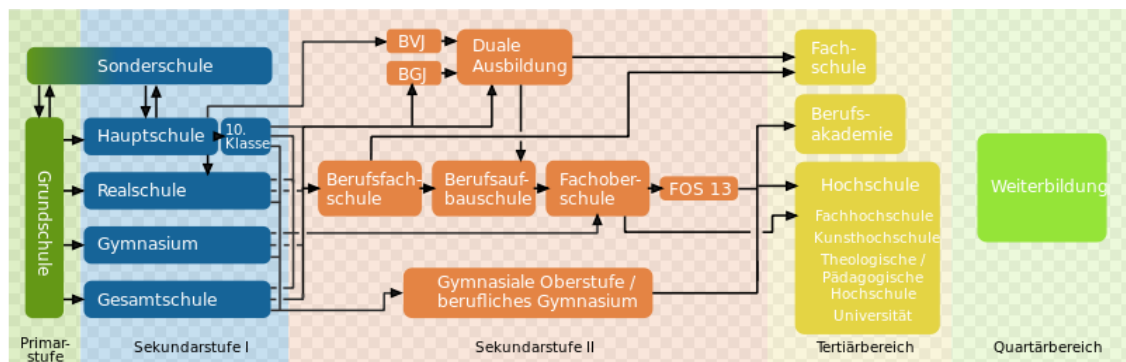 Sonderschule
Grundschule
Hauptschule
10.
Klasse
Realschule
Gymnasium
Gesamtschule
BVJ
BGJ
Duale
Ausbildung
Berufsfach-
schule
Berufsauf-
bauschule
Fachober-
schule
FOS 13
Gymnasiale Oberstufe /
berufliches Gymnasium
Fach-
schule
Berufs-
akademie
Hochschule
Fachhochschule
Kunsthochschule
Theologische /
Pädagogische
Hochschule
Universität
Weiterbildung
Primar-
stufe
Sekundarstufe I
Sekundarstufe II
Tertiärbereich
Quartärbereich